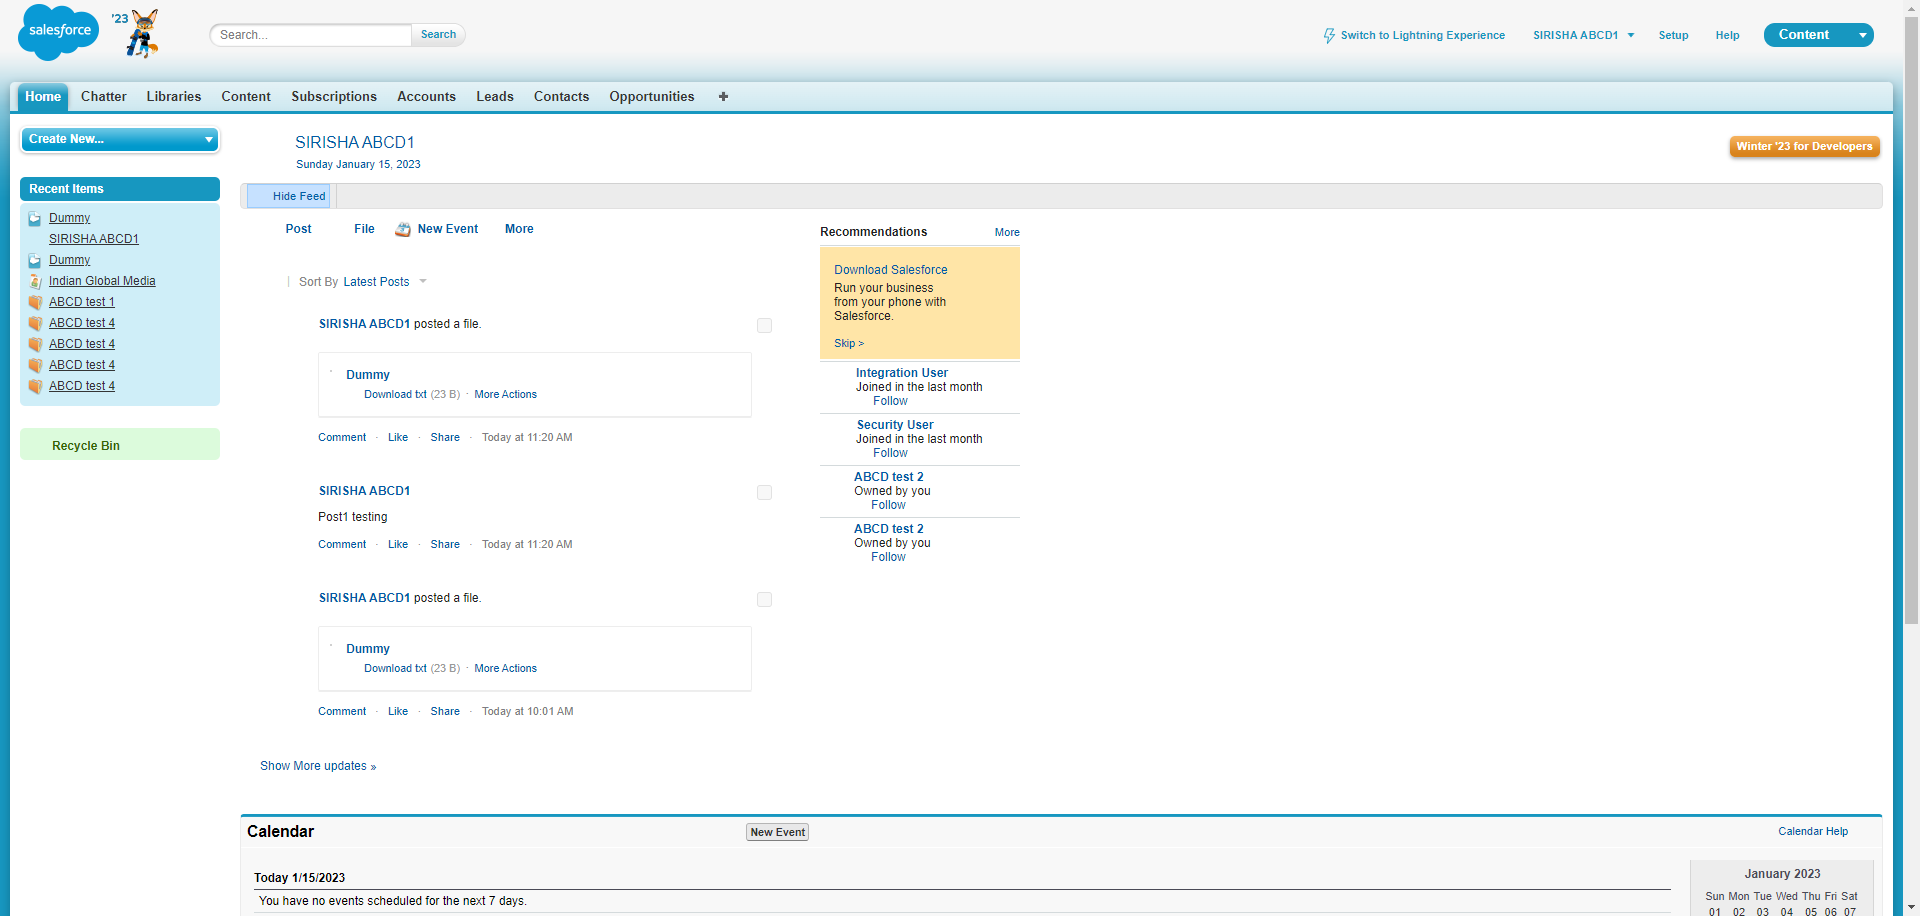 salesforce
'23
Search...
Search
Switch to Lightning Experience
SIRISHA ABCD1
Setup
Help
Content
Home
Chatter
Libraries
Content
Subscriptions
Accounts
Leads
Contacts
Opportunities
+
Create New...
Recent Items
Dummy
SIRISHA ABCD1
Dummy
Indian Global Media
ABCD test 1
ABCD test 4
ABCD test 4
ABCD test 4
ABCD test 4
Recycle Bin
SIRISHA ABCD1
Sunday January 15, 2023
Winter '23 for Developers
Hide Feed
Post
File
New Event
More
Sort By Latest Posts
SIRISHA ABCD1 posted a file.
Dummy
Download txt (23 B) · More Actions
Comment · Like · Share · Today at 11:20 AM
SIRISHA ABCD1
Post1 testing
Comment · Like · Share · Today at 11:20 AM
SIRISHA ABCD1 posted a file.
Dummy
Download txt (23 B) · More Actions
Comment · Like · Share · Today at 10:01 AM
Show More updates »
Recommendations
More
Download Salesforce
Run your business
from your phone with
Salesforce.
Skip >
Integration User
Joined in the last month
Follow
Security User
Joined in the last month
Follow
ABCD test 2
Owned by you
Follow
ABCD test 2
Owned by you
Follow
Calendar
New Event
Calendar Help
Today 1/15/2023
You have no events scheduled for the next 7 days.
January 2023
Sun Mon Tue Wed Thu Fri Sat
01 02 03 04 05 06 07